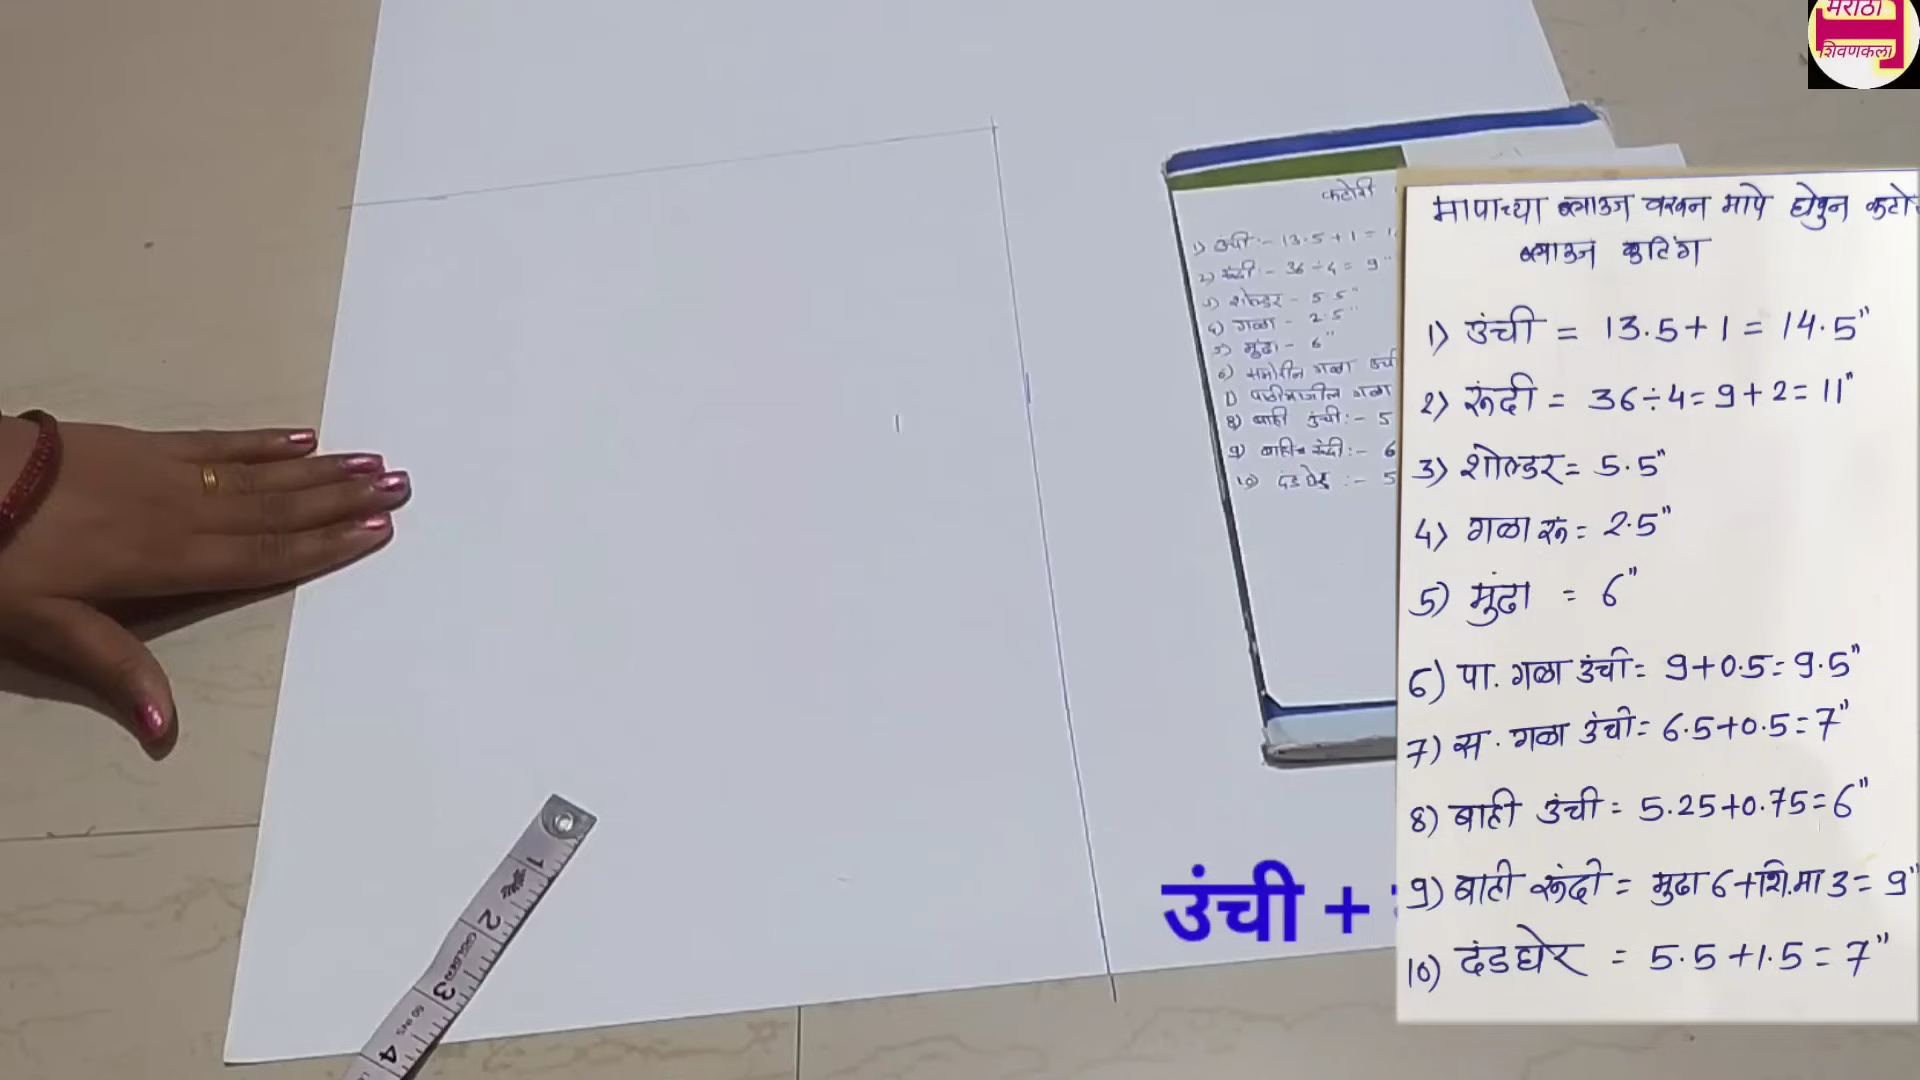 मराठी
शिवणकला
कटोरी
1) उंची :- 13.5+1 = 1
2) रूंदी :- 36÷4 = 9"
3) शोल्डर - 5.5"
4) गळा - 2.5"
5) मुंढा - 6"
6) समोरील गळा उंची
7) पाठीमागील गळा
8) बाही उंची :- 5
9) बाही रूंदी :- 6
10) दंडघेर :- 5
मापाच्या ब्लाउज वरून मापे घेवुन कटो
ब्लाउज कटिंग
1) उंची = 13.5+1 = 14.5"
2) रूंदी = 36÷4=9+2=11"
3) शोल्डर = 5.5"
4) गळा रूं = 2.5"
5) मुंढा = 6"
6) पा. गळा उंची = 9+0.5=9.5"
7) स. गळा उंची = 6.5+0.5=7"
8) बाही उंची = 5.25+0.75=6"
9) बाही रूंदी = मुंढा 6+शि.मा 3=9"
10) दंडघेर = 5.5+1.5=7"
उंची +
1
2
3
4